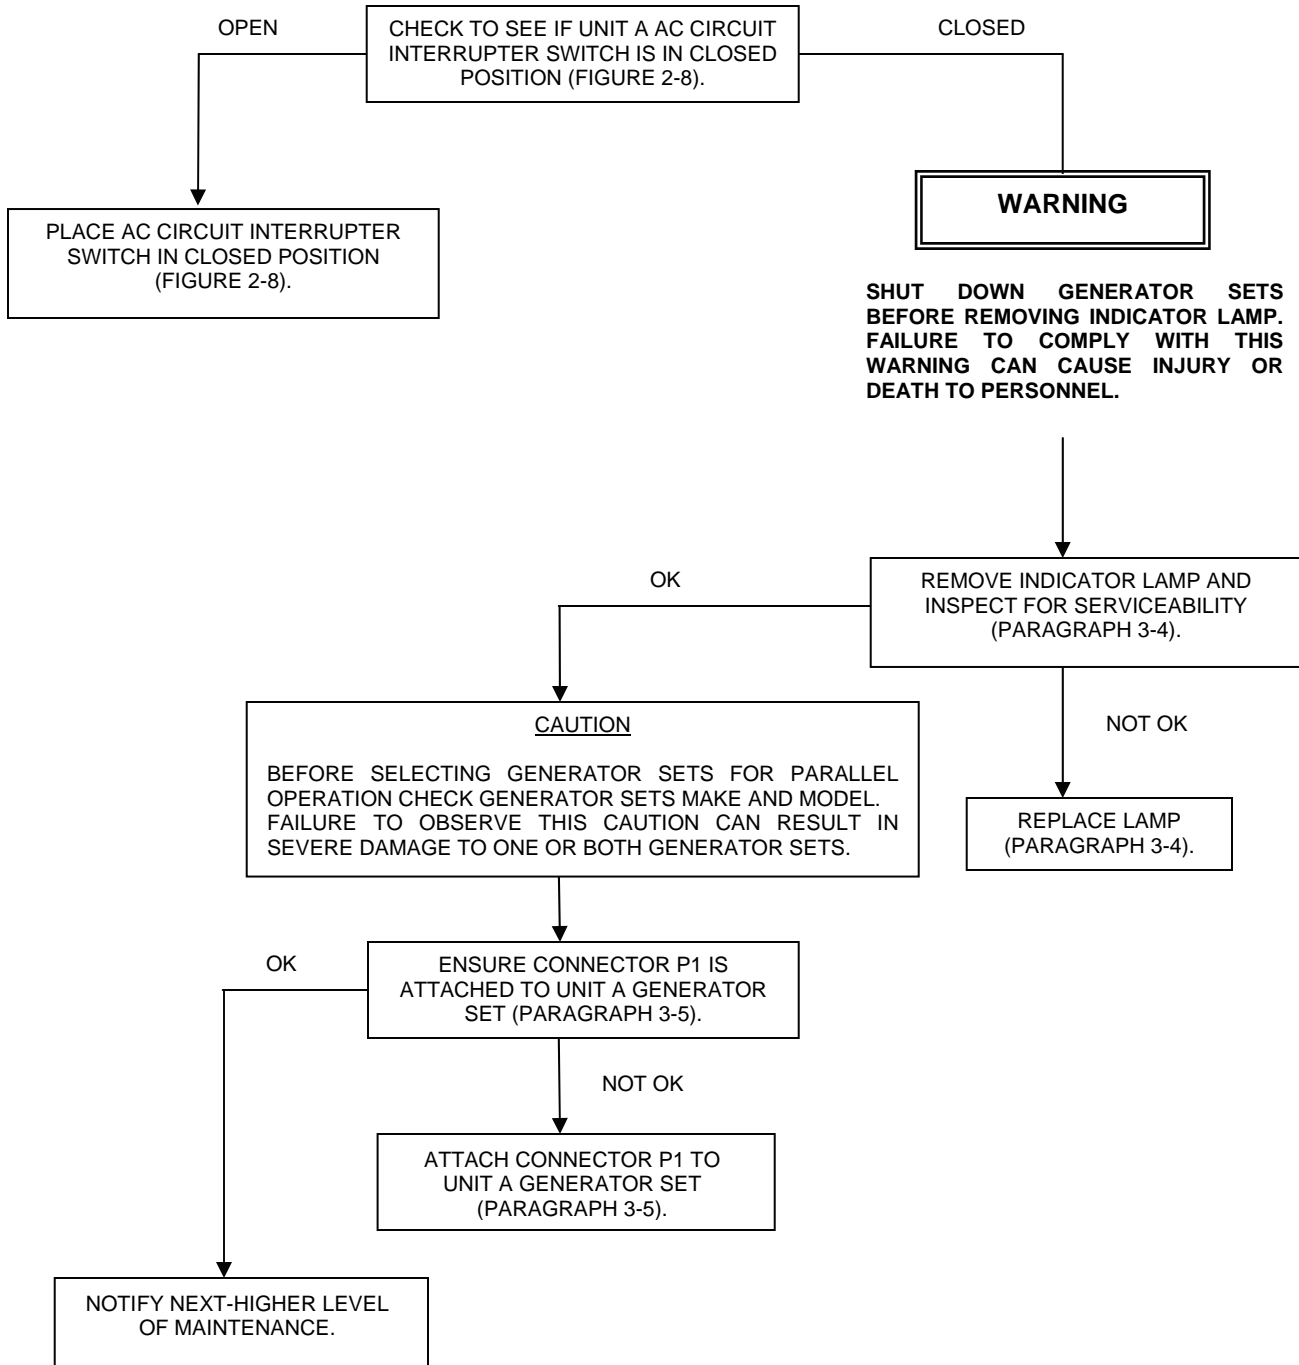 OPEN
CHECK TO SEE IF UNIT A AC CIRCUIT
INTERRUPTER SWITCH IS IN CLOSED
POSITION (FIGURE 2-8).
CLOSED
PLACE AC CIRCUIT INTERRUPTER
SWITCH IN CLOSED POSITION
(FIGURE 2-8).
WARNING
SHUT DOWN GENERATOR SETS
BEFORE REMOVING INDICATOR LAMP.
FAILURE TO COMPLY WITH THIS
WARNING CAN CAUSE INJURY OR
DEATH TO PERSONNEL.
OK
REMOVE INDICATOR LAMP AND
INSPECT FOR SERVICEABILITY
(PARAGRAPH 3-4).
NOT OK
REPLACE LAMP
(PARAGRAPH 3-4).
CAUTION
BEFORE SELECTING GENERATOR SETS FOR PARALLEL
OPERATION CHECK GENERATOR SETS MAKE AND MODEL.
FAILURE TO OBSERVE THIS CAUTION CAN RESULT IN
SEVERE DAMAGE TO ONE OR BOTH GENERATOR SETS.
OK
ENSURE CONNECTOR P1 IS
ATTACHED TO UNIT A GENERATOR
SET (PARAGRAPH 3-5).
NOT OK
ATTACH CONNECTOR P1 TO
UNIT A GENERATOR SET
(PARAGRAPH 3-5).
NOTIFY NEXT-HIGHER LEVEL
OF MAINTENANCE.